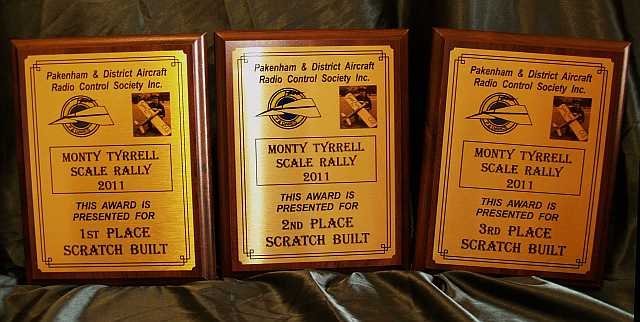 Pakenham & District Aircraft
Radio Control Society Inc.
MONTY TYRRELL
SCALE RALLY
2011
THIS AWARD IS
PRESENTED FOR
1ST PLACE
SCRATCH BUILT
Pakenham & District Aircraft
Radio Control Society Inc.
MONTY TYRRELL
SCALE RALLY
2011
THIS AWARD IS
PRESENTED FOR
2ND PLACE
SCRATCH BUILT
Pakenham & District Aircraft
Radio Control Society Inc.
MONTY TYRRELL
SCALE RALLY
2011
THIS AWARD IS
PRESENTED FOR
3RD PLACE
SCRATCH BUILT